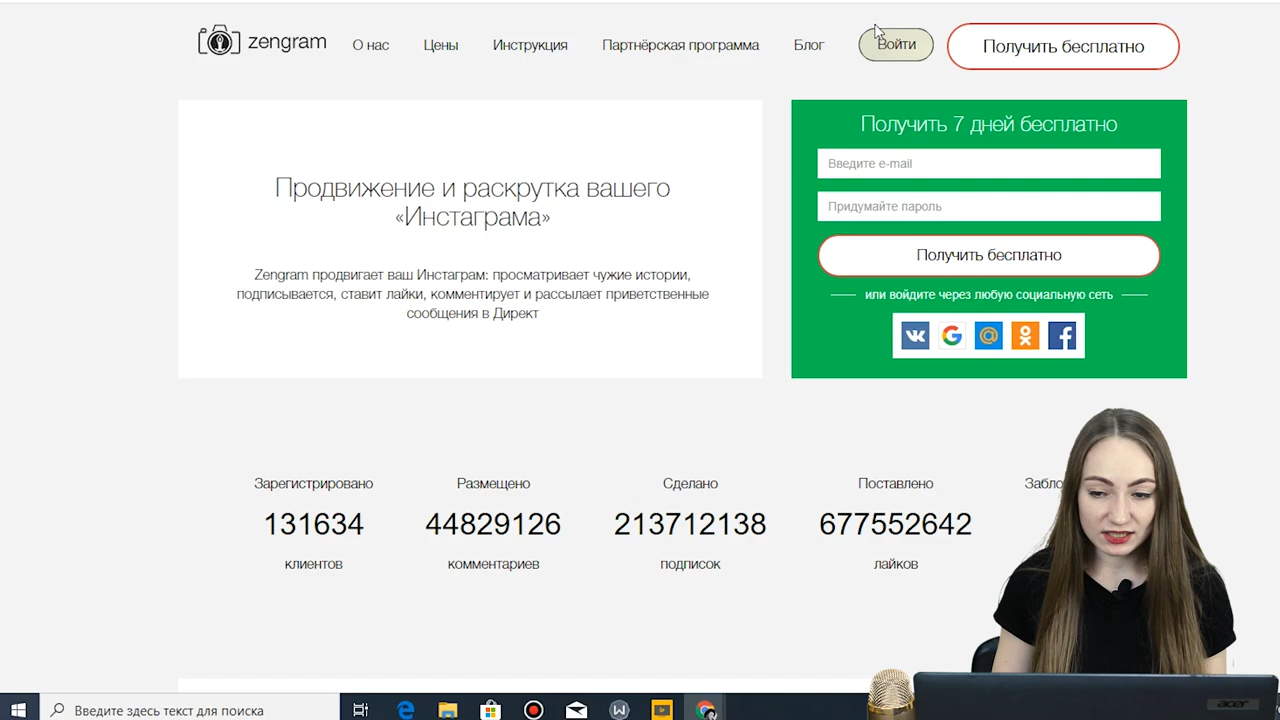 zengram
О нас
Цены
Инструкция
Партнёрская программа
Блог
Войти
Получить бесплатно
Продвижение и раскрутка вашего
«Инстаграма»
Zengram продвигает ваш Инстаграм: просматривает чужие истории,
подписывается, ставит лайки, комментирует и рассылает приветственные
сообщения в Директ
Получить 7 дней бесплатно
Введите e-mail
Придумайте пароль
Получить бесплатно
или войдите через любую социальную сеть
Зарегистрировано
131634
клиентов
Размещено
44829126
комментариев
Сделано
213712138
подписок
Поставлено
677552642
лайков
Введите здесь текст для поиска
acer